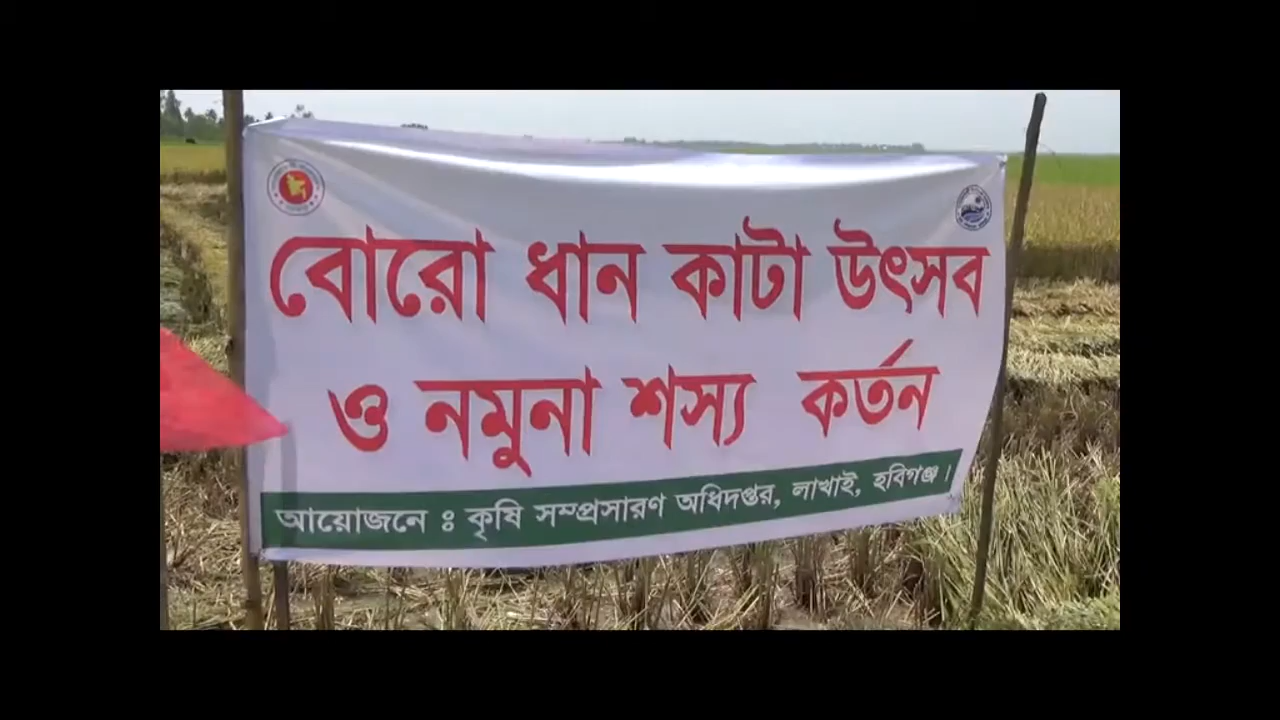 বোরো ধান কাটা উৎসব
ও নমুনা শস্য কর্তন
আয়োজনে ঃ কৃষি সম্প্রসারণ অধিদপ্তর, লাখাই, হবিগঞ্জ।